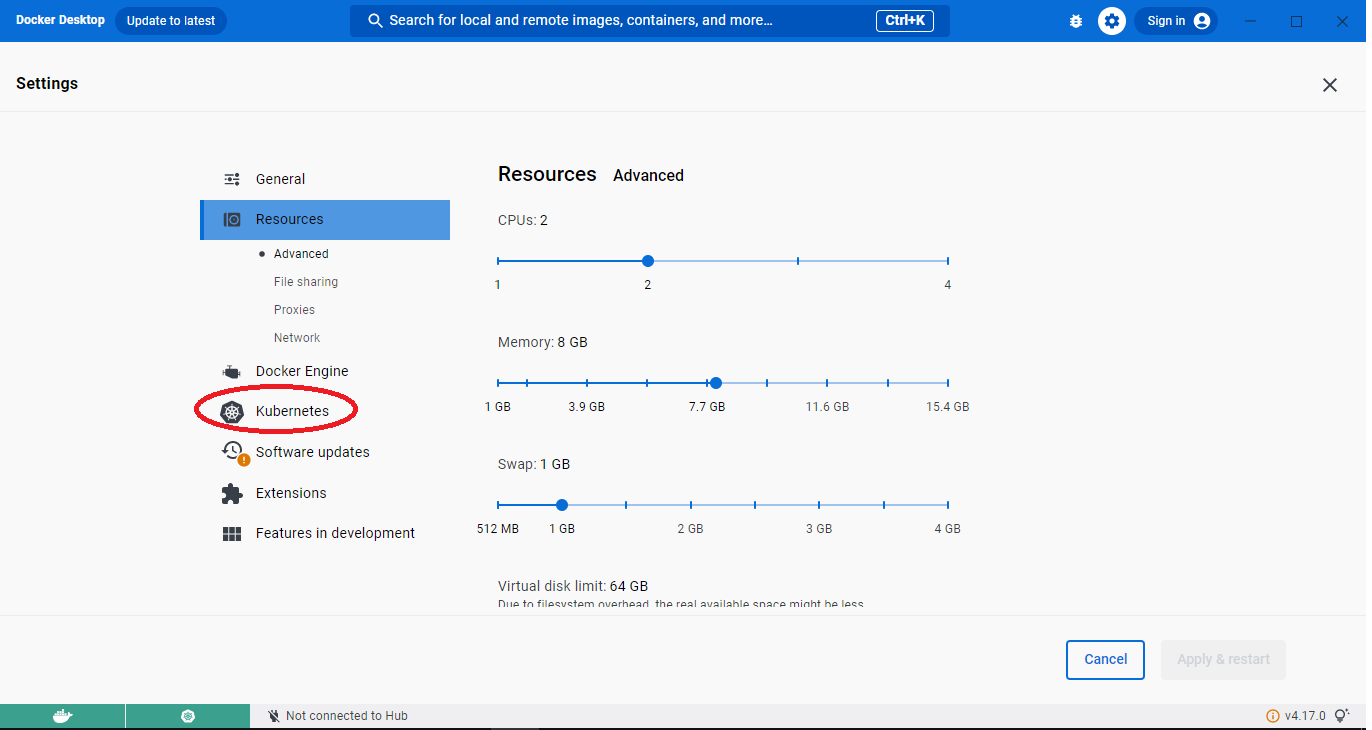 Docker Desktop
Update to latest
Search for local and remote images, containers, and more...
Ctrl+K
Sign in
Settings
General
Resources
Advanced
File sharing
Proxies
Network
Docker Engine
Kubernetes
Software updates
Extensions
Features in development
Resources Advanced
CPUs: 2
1 2 4
Memory: 8 GB
1 GB 3.9 GB 7.7 GB 11.6 GB 15.4 GB
Swap: 1 GB
512 MB 1 GB 2 GB 3 GB 4 GB
Virtual disk limit: 64 GB
Due to filesystem overhead, the real available space might be less
Cancel
Apply & restart
Not connected to Hub
v4.17.0